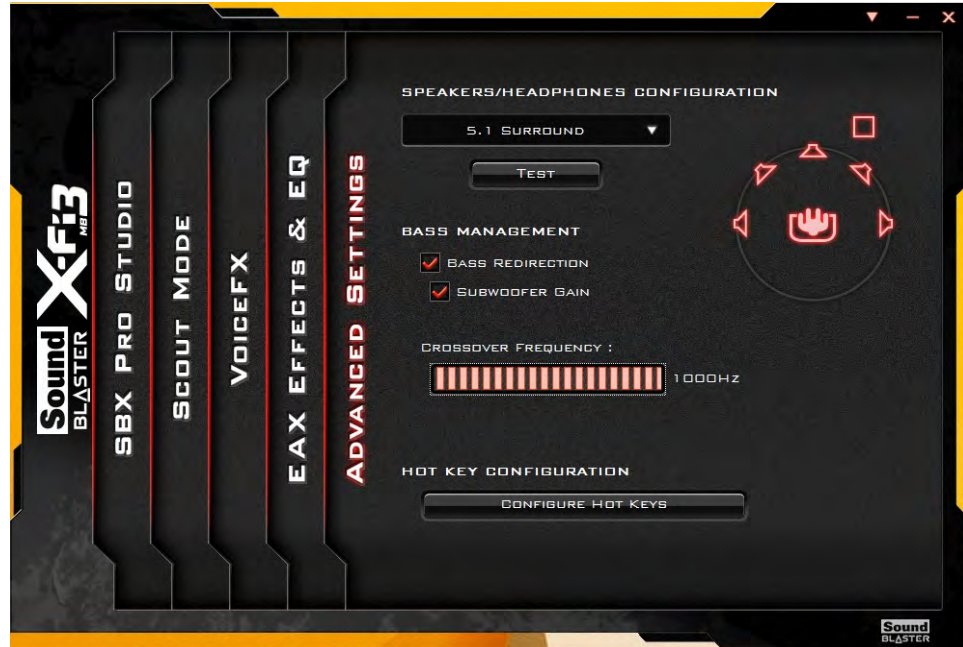 Sound
BLASTER
X-Fi3
MB
SBX Pro Studio
Scout Mode
VoiceFX
EAX Effects & EQ
Advanced Settings
SPEAKERS/HEADPHONES CONFIGURATION
5.1 Surround
Test
BASS MANAGEMENT
Bass Redirection
Subwoofer Gain
Crossover Frequency :
1000Hz
HOT KEY CONFIGURATION
Configure Hot Keys
Sound
BLASTER